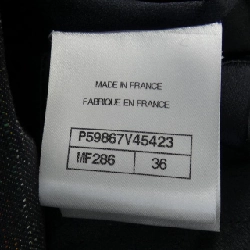 MADE IN FRANCE
FABRIQUE EN FRANCE
P59867V45423
MF286 36